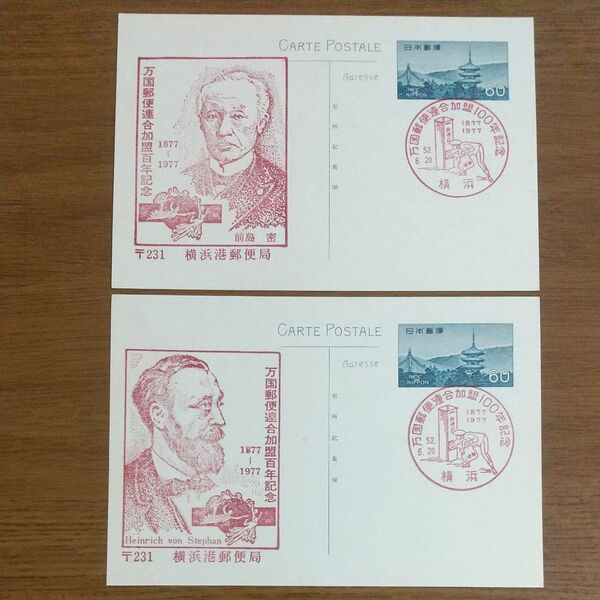 CARTE POSTALE
Adresse
日本郵便
NIPPON
60
万国郵便連合加盟百年記念
1877
~
1977
前島 密
〒231 横浜港郵便局
万国郵便連合加盟100年記念
1877
1977
52.
6.20
横浜
CARTE POSTALE
Adresse
日本郵便
NIPPON
60
万国郵便連合加盟百年記念
1877
~
1977
Heinrich von Stephan
〒231 横浜港郵便局
万国郵便連合加盟100年記念
1877
1977
52.
6.20
横浜